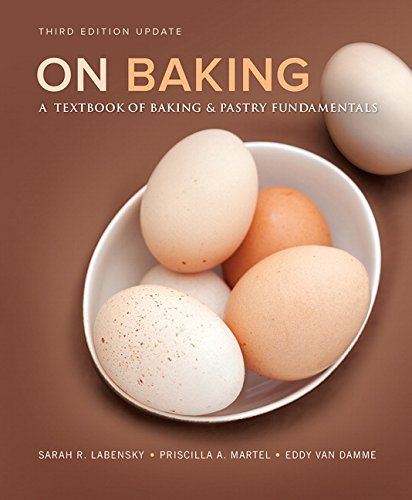 THIRD EDITION UPDATE
ON BAKING
A TEXTBOOK OF BAKING & PASTRY FUNDAMENTALS
SARAH R. LABENSKY • PRISCILLA A. MARTEL • EDDY VAN DAMME